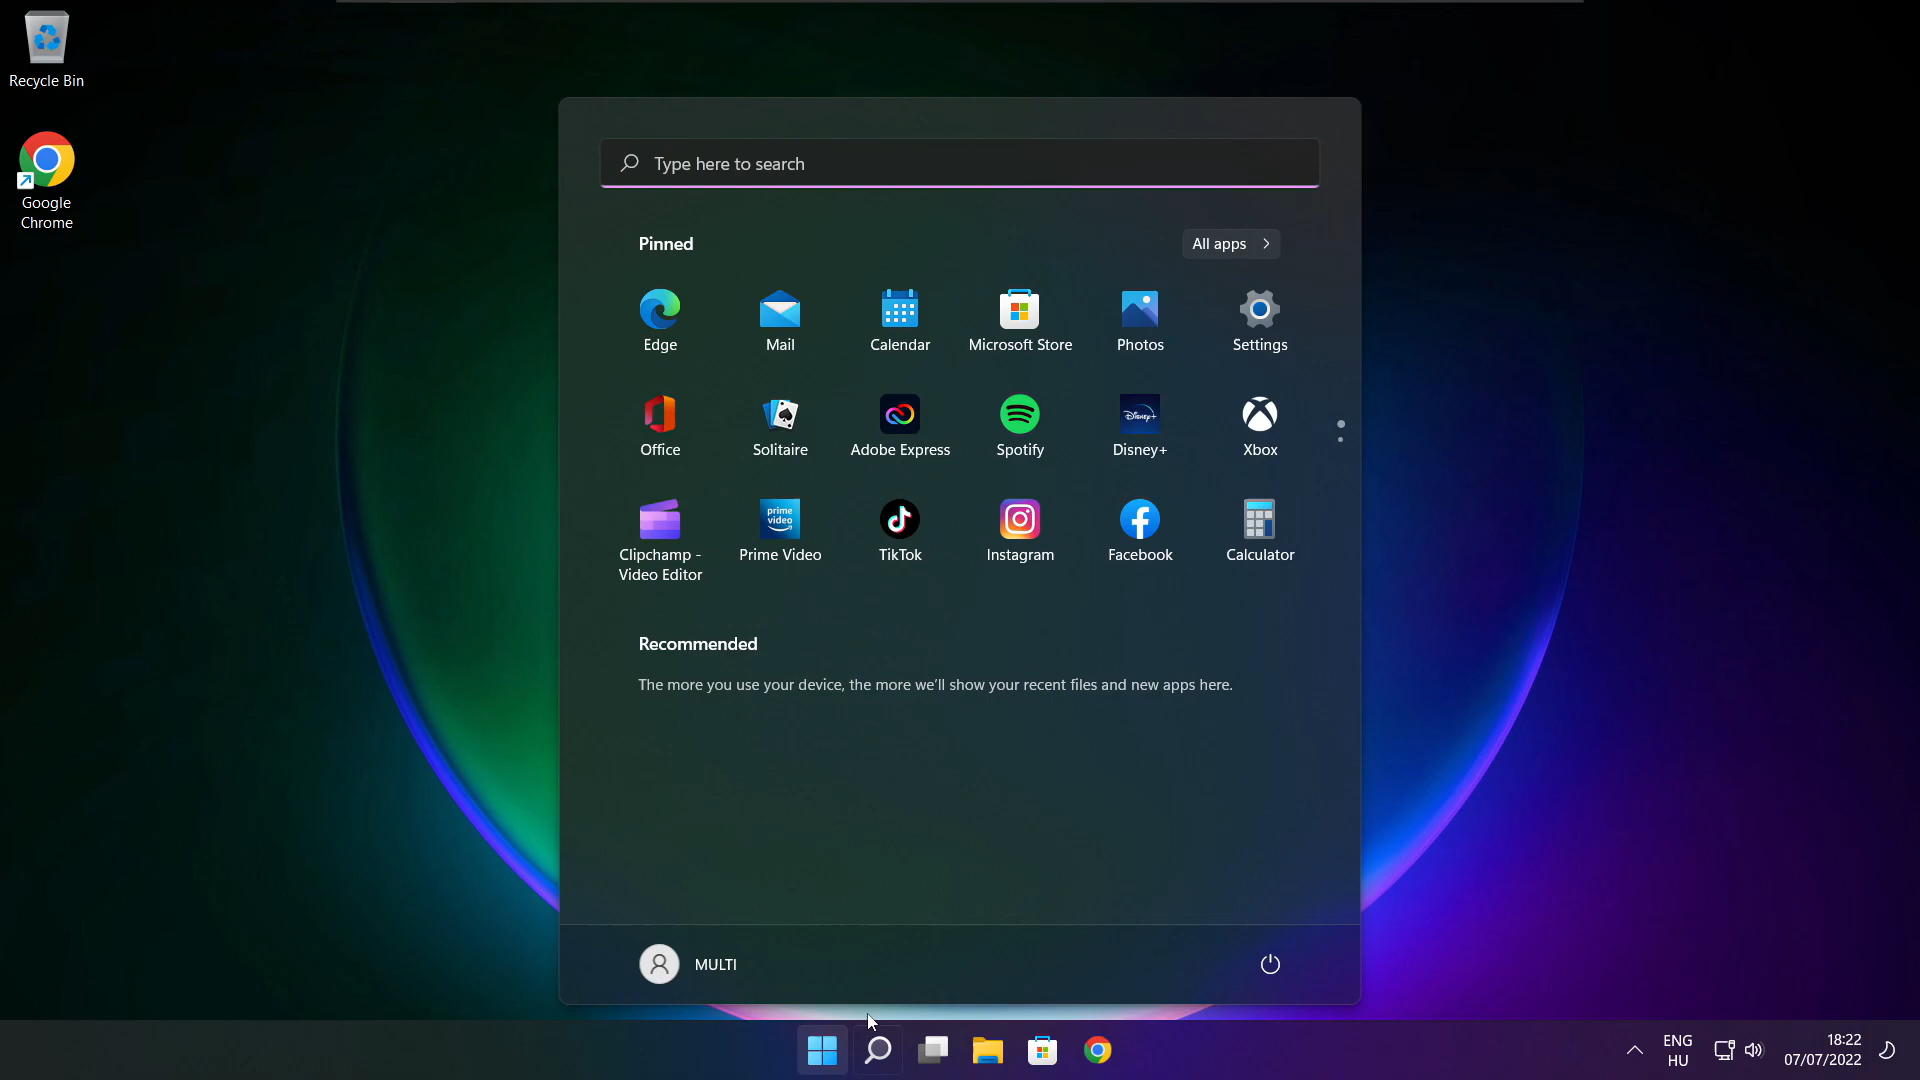 Recycle Bin
Google
Chrome
Type here to search
Pinned
All apps
Edge
Mail
Calendar
Microsoft Store
Photos
Settings
Office
Solitaire
Adobe Express
Spotify
Disney+
Disney+
Xbox
prime
video
Clipchamp -
Video Editor
Prime Video
TikTok
Instagram
Facebook
Calculator
Recommended
The more you use your device, the more we'll show your recent files and new apps here.
MULTI
ENG
HU
18:22
07/07/2022